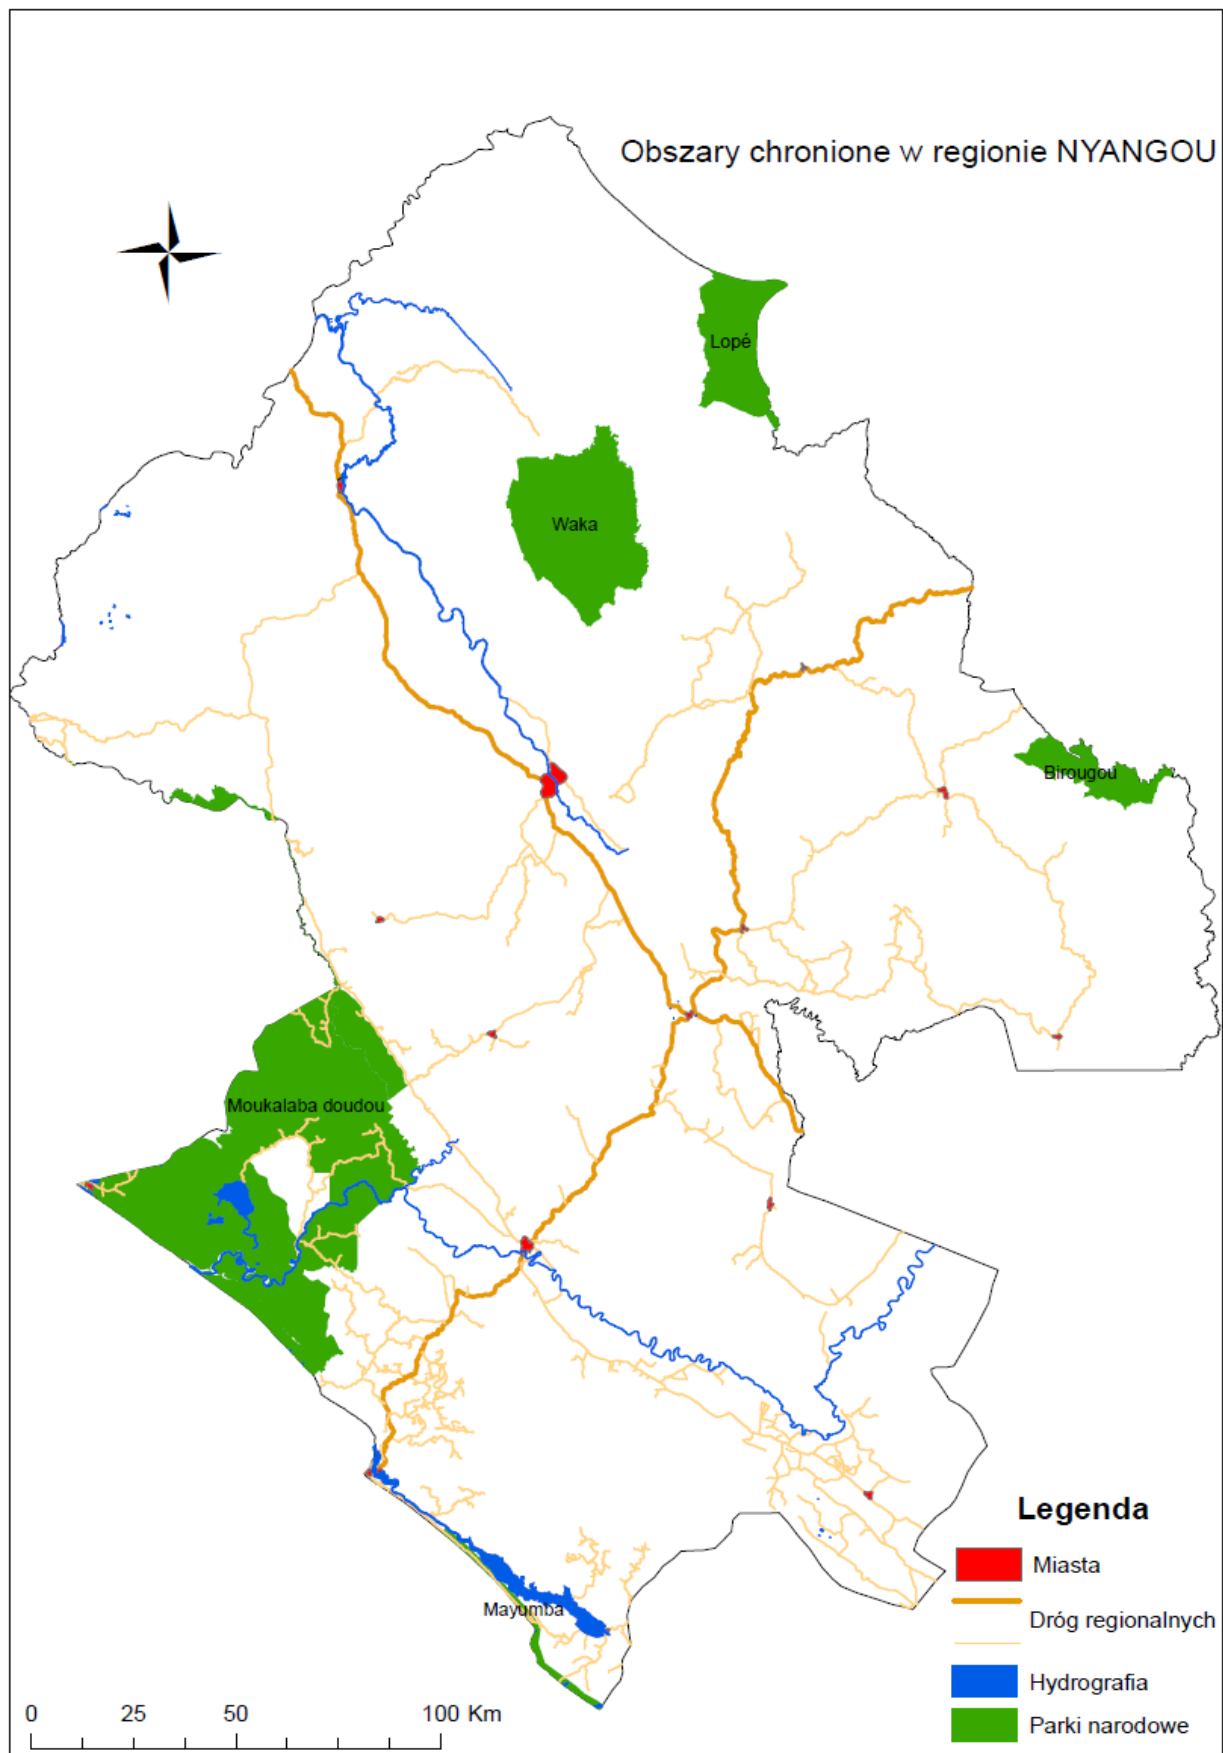 Obszary chronione w regionie NYANGOU
Lopé
Waka
Birougou
Moukalaba doudou
Mayumba
Legenda
Miasta
Dróg regionalnych
Hydrografia
Parki narodowe
0 25 50 100 Km